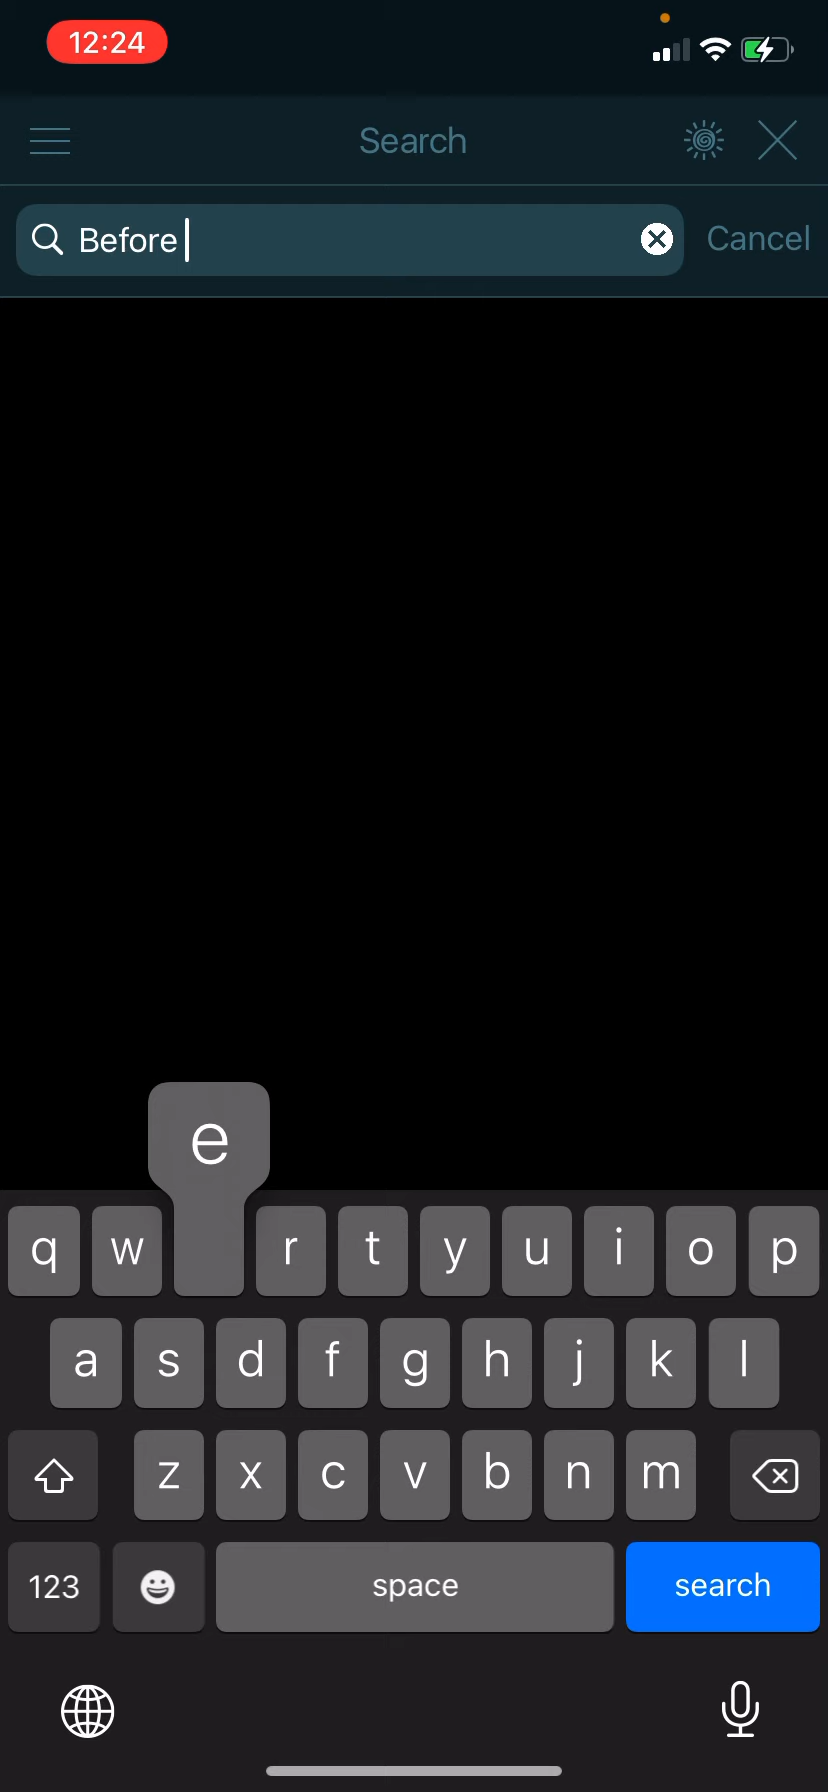 12:24
Search
Before
Cancel
e
q w r t y u i o p
a s d f g h j k l
z x c v b n m
123 space search